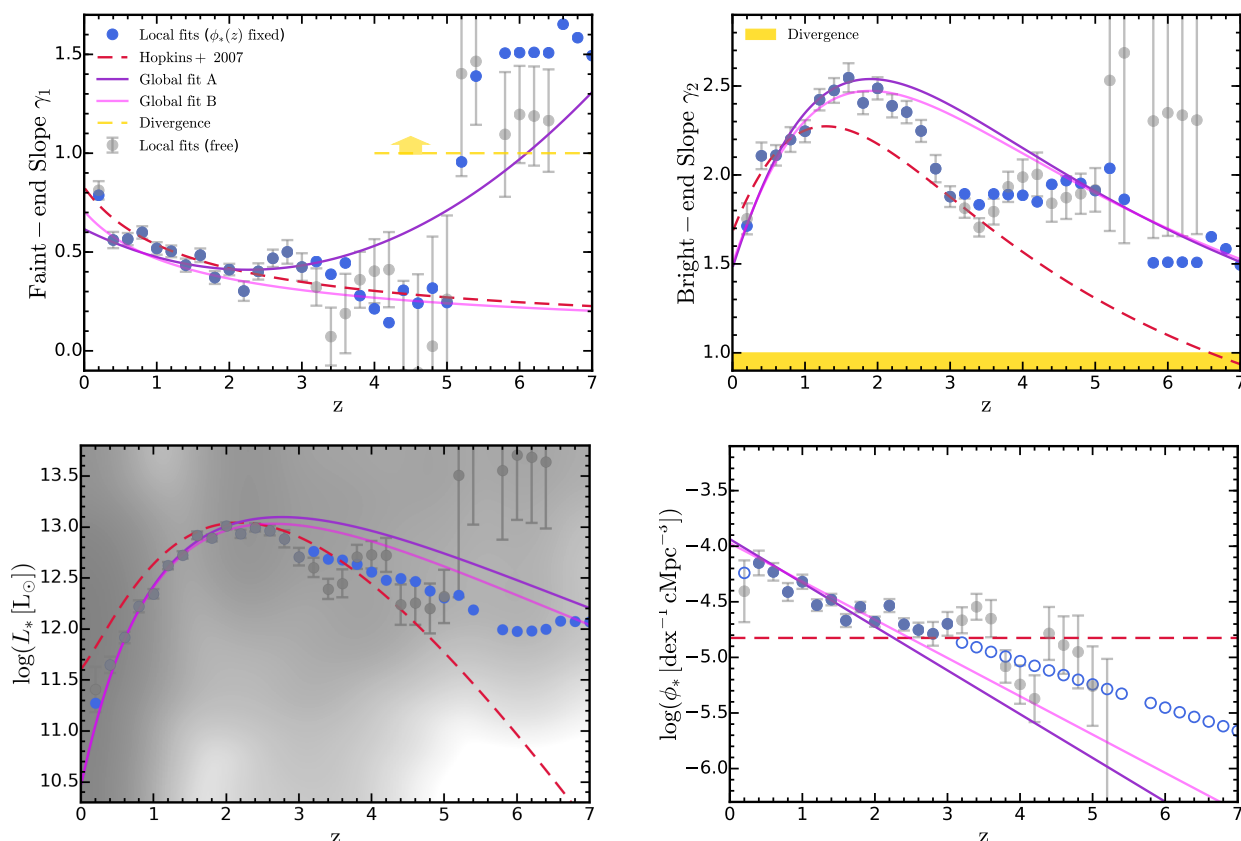 Faint − end Slope γ₁
1.5
1.0
0.5
0.0
Local fits (ϕ*(z) fixed)
Hopkins+ 2007
Global fit A
Global fit B
Divergence
Local fits (free)
0 1 2 3 4 5 6 7
z
Bright − end Slope γ₂
2.5
2.0
1.5
1.0
Divergence
0 1 2 3 4 5 6 7
z
log(L* [L⊙])
13.5
13.0
12.5
12.0
11.5
11.0
10.5
0 1 2 3 4 5 6 7
z
log(ϕ* [dex⁻¹ cMpc⁻³])
−3.5
−4.0
−4.5
−5.0
−5.5
−6.0
0 1 2 3 4 5 6 7
z